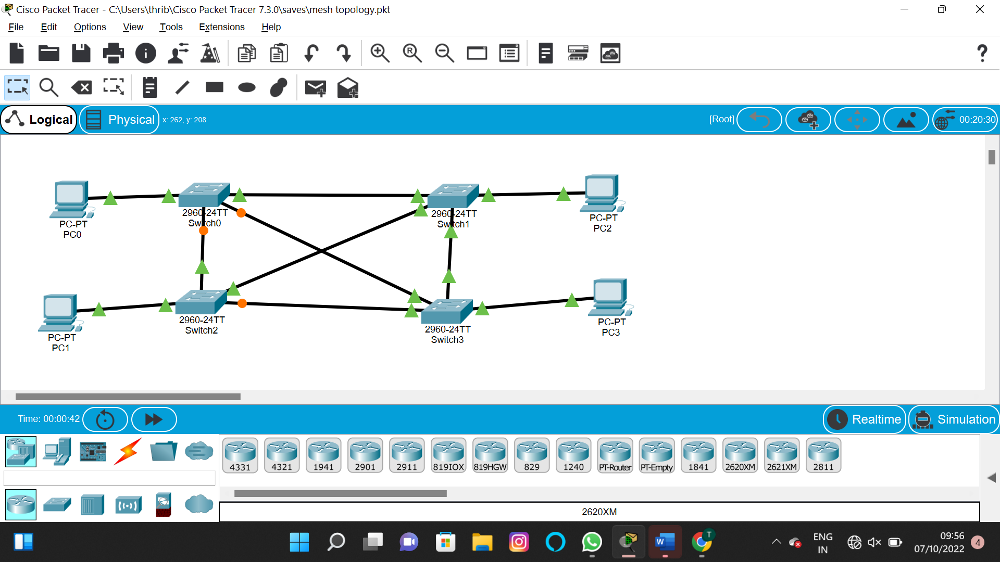 Cisco Packet Tracer - C:\Users\thrib\Cisco Packet Tracer 7.3.0\saves\mesh topology.pkt
File Edit Options View Tools Extensions Help
R
Logical Physical x: 262, y: 208 [Root] 00:20:30
PC-PT
PC0
2960-24TT
Switch0
2960-24TT
Switch1
PC-PT
PC2
PC-PT
PC1
2960-24TT
Switch2
2960-24TT
Switch3
PC-PT
PC3
Time: 00:00:42 Realtime Simulation
4331 4321 1941 2901 2911 819IOX 819HGW 829 1240 PT-Router PT-Empty 1841 2620XM 2621XM 2811
2620XM
T
W
ENG
IN
09:56
07/10/2022
4